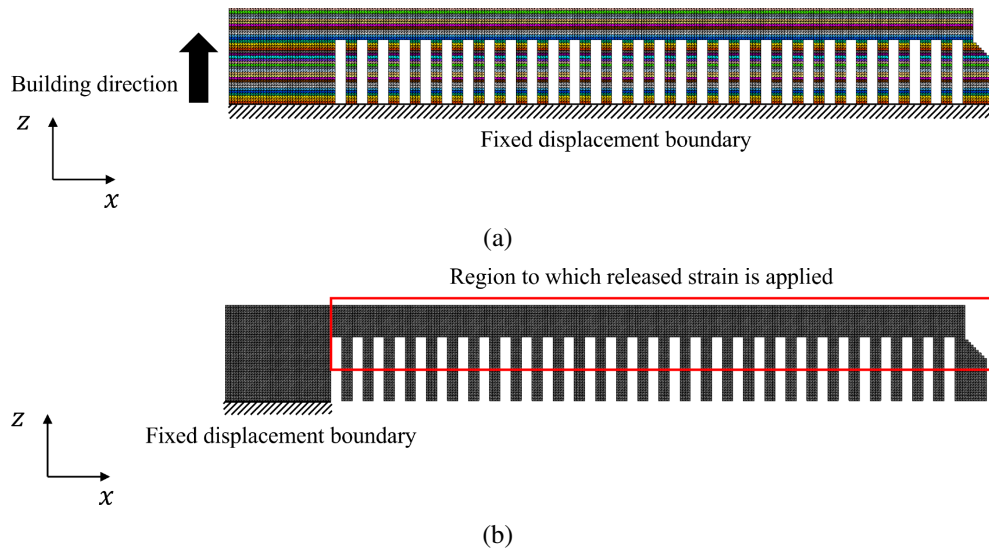 Building direction
Fixed displacement boundary
z
x
(a)
Region to which released strain is applied
Fixed displacement boundary
z
x
(b)